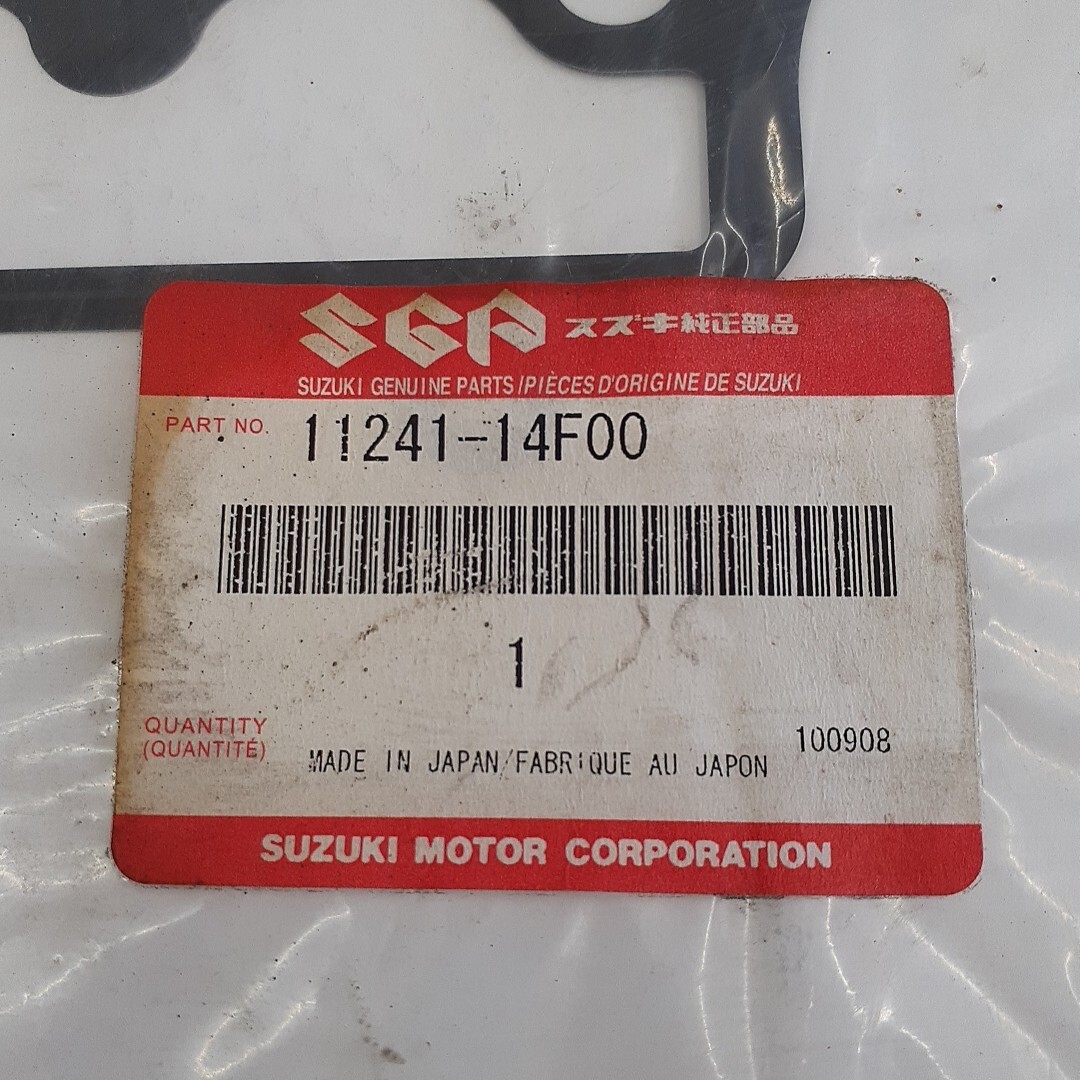 SGP スズキ純正部品
SUZUKI GENUINE PARTS/PIÈCES D'ORIGINE DE SUZUKI
PART NO. 11241-14F00
1
QUANTITY
(QUANTITÉ)
100908
MADE IN JAPAN/FABRIQUE AU JAPON
SUZUKI MOTOR CORPORATION